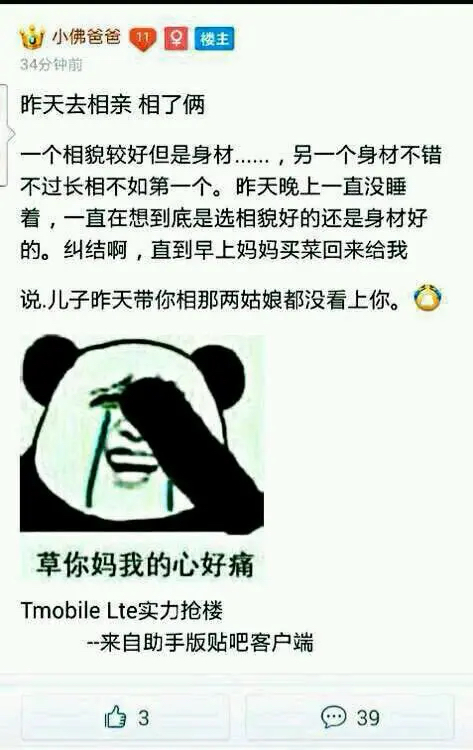 小佛爸爸 11 楼主
34分钟前
昨天去相亲 相了俩
一个相貌较好但是身材......，另一个身材不错
不过长相不如第一个。昨天晚上一直没睡
着，一直在想到底是选相貌好的还是身材好
的。纠结啊，直到早上妈妈买菜回来给我
说.儿子昨天带你相那两姑娘都没看上你。
草你妈我的心好痛
Tmobile Lte实力抢楼
--来自助手版贴吧客户端
3 39